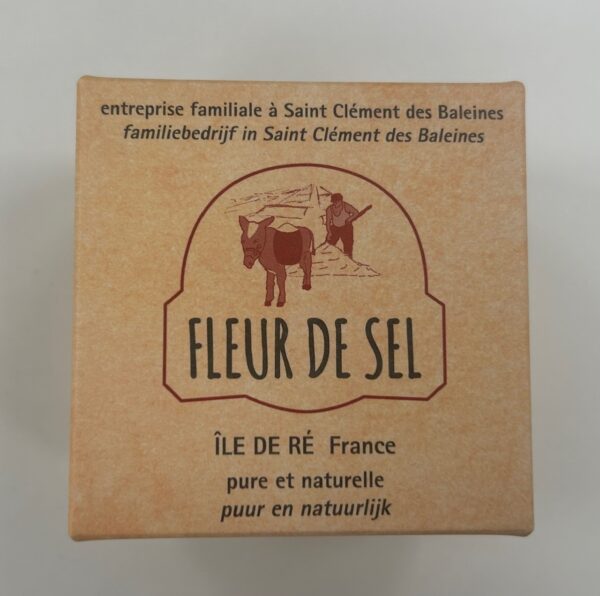 entreprise familiale à Saint Clément des Baleines
familiebedrijf in Saint Clément des Baleines
FLEUR DE SEL
ÎLE DE RÉ France
pure et naturelle
puur en natuurlijk